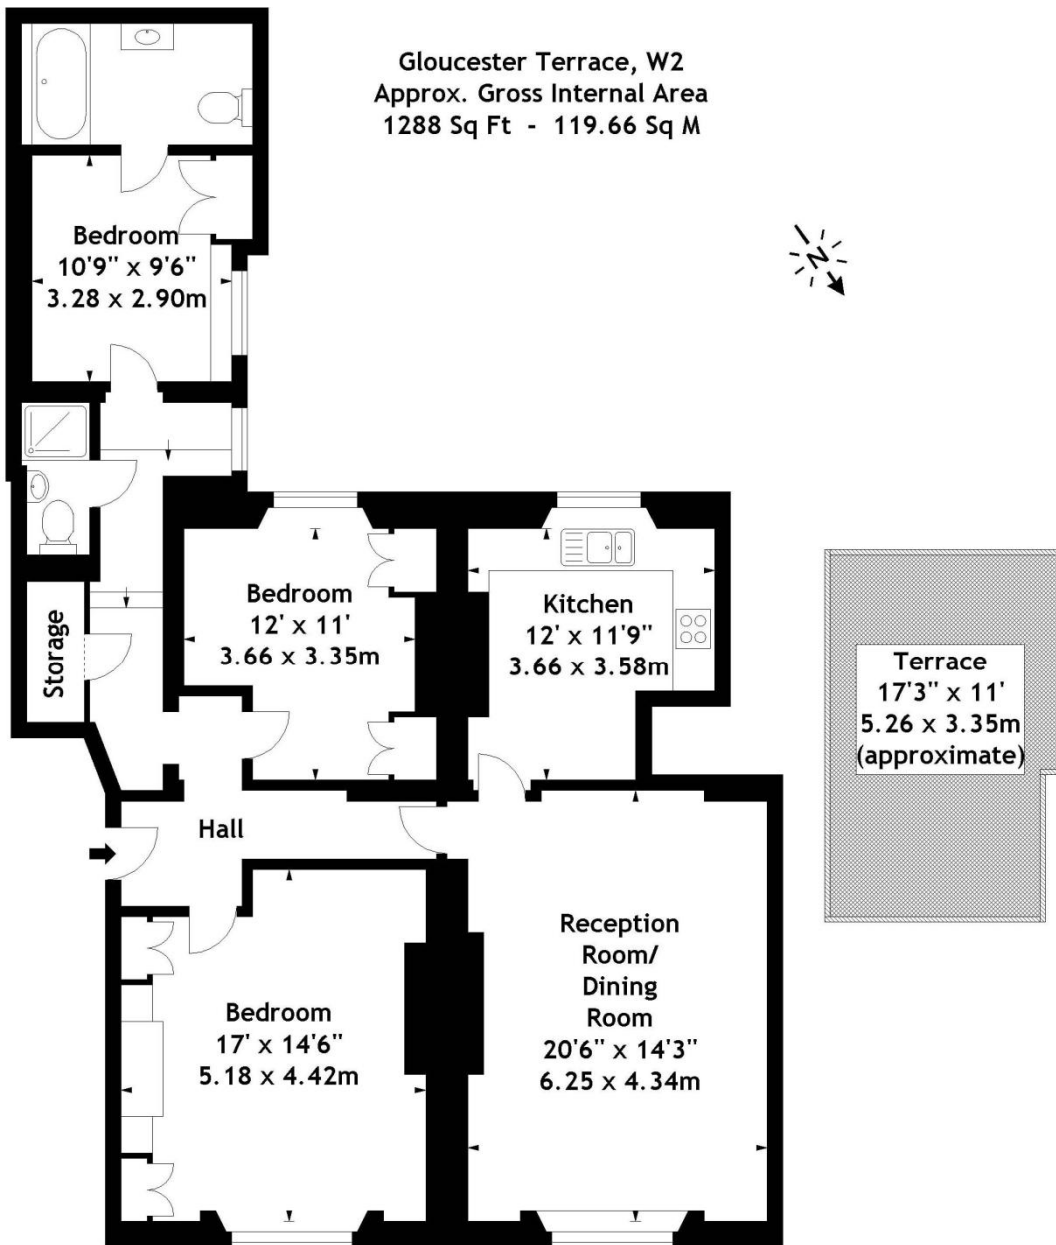 Gloucester Terrace, W2
Approx. Gross Internal Area
1288 Sq Ft - 119.66 Sq M
N
Bedroom
10'9" x 9'6"
3.28 x 2.90m
Bedroom
12' x 11'
3.66 x 3.35m
Kitchen
12' x 11'9"
3.66 x 3.58m
Storage
Terrace
17'3" x 11'
5.26 x 3.35m
(approximate)
Hall
Reception
Room/
Dining
Room
20'6" x 14'3"
6.25 x 4.34m
Bedroom
17' x 14'6"
5.18 x 4.42m